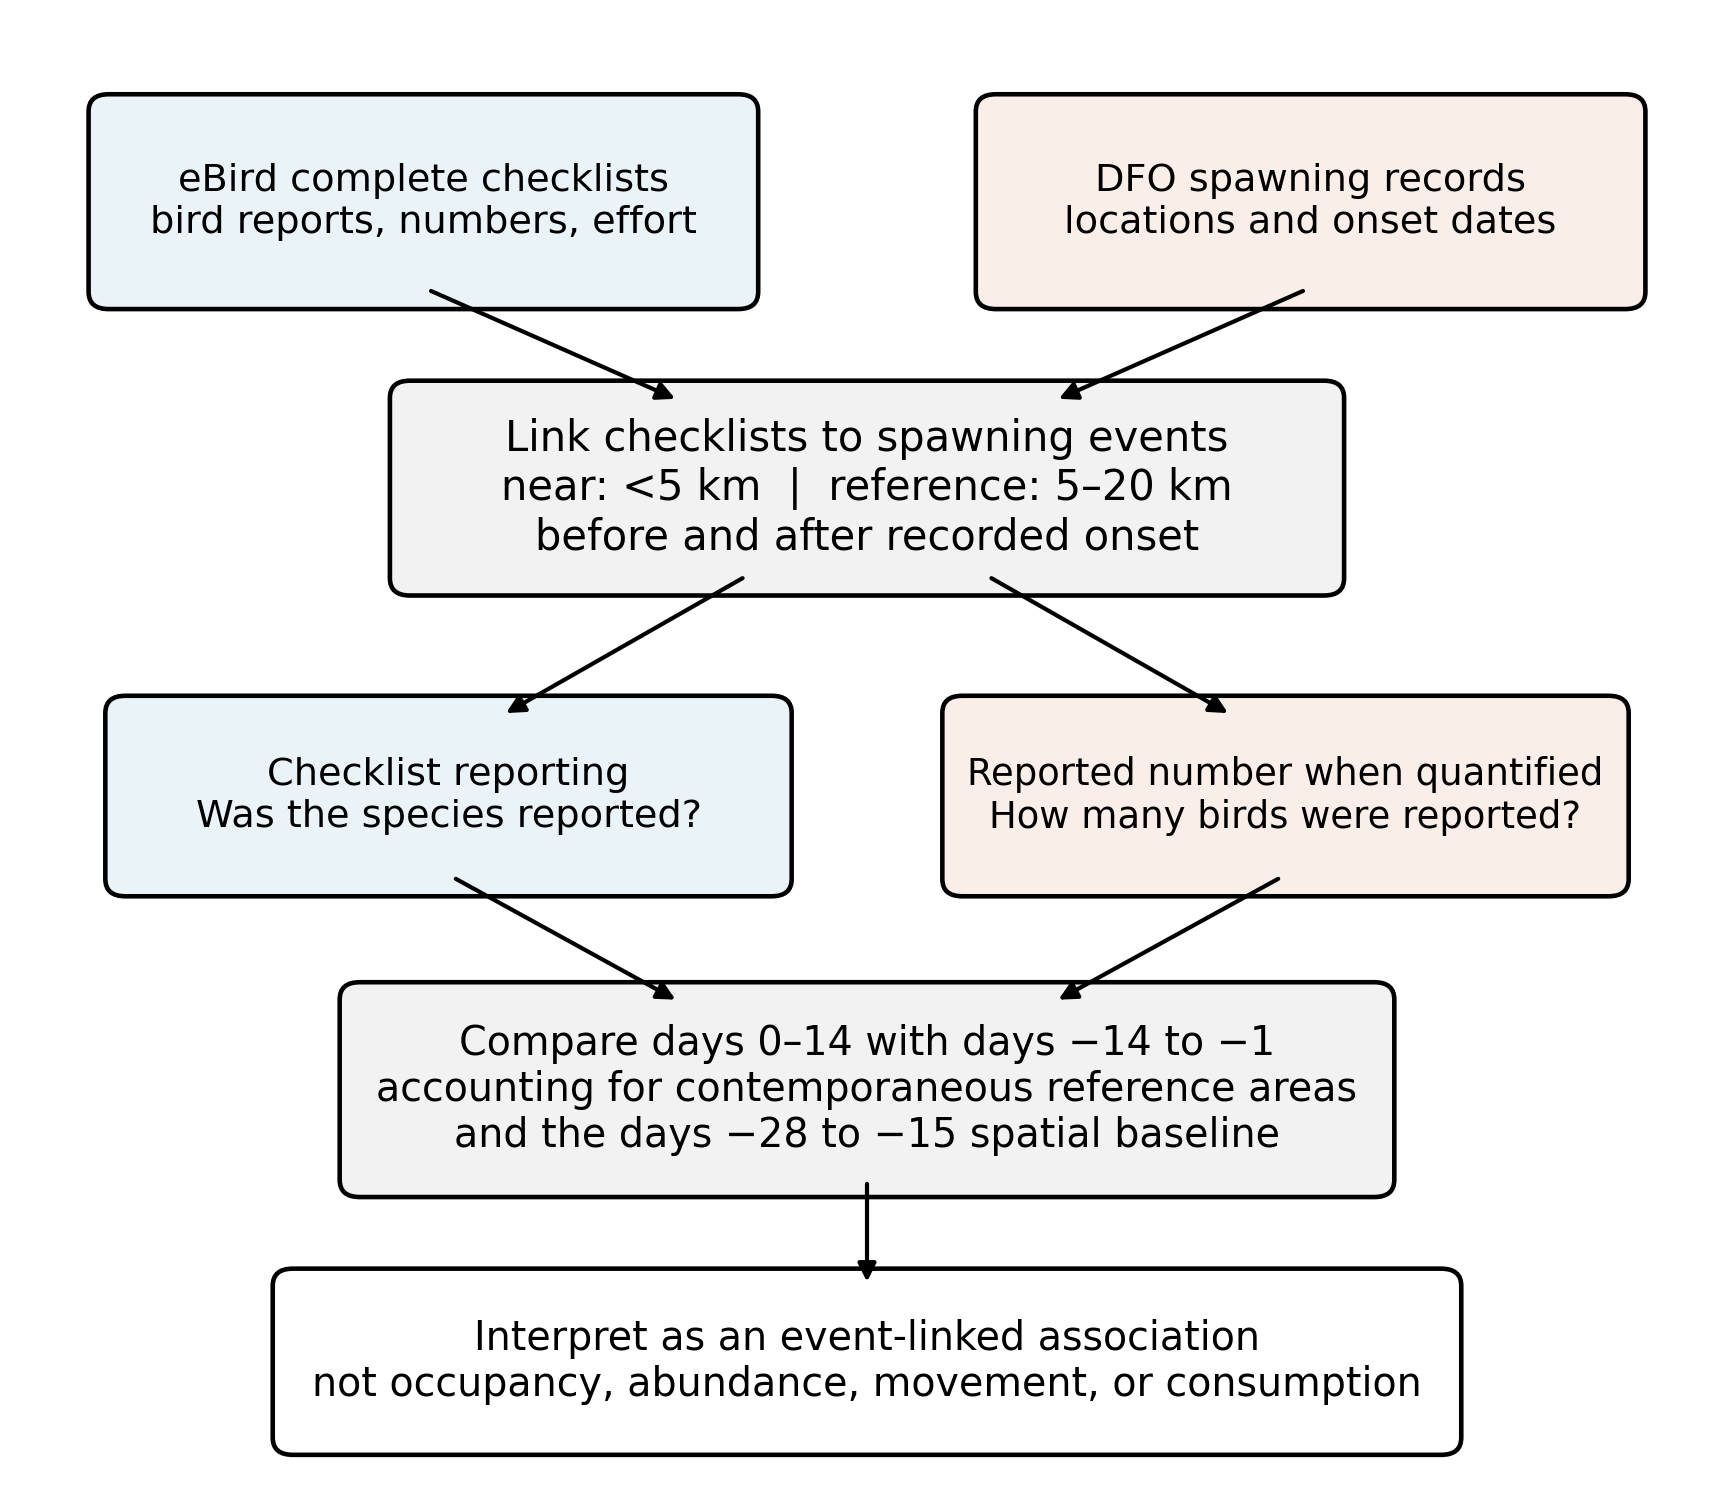 eBird complete checklists
bird reports, numbers, effort
DFO spawning records
locations and onset dates
Link checklists to spawning events
near: <5 km | reference: 5–20 km
before and after recorded onset
Checklist reporting
Was the species reported?
Reported number when quantified
How many birds were reported?
Compare days 0–14 with days −14 to −1
accounting for contemporaneous reference areas
and the days −28 to −15 spatial baseline
Interpret as an event-linked association
not occupancy, abundance, movement, or consumption